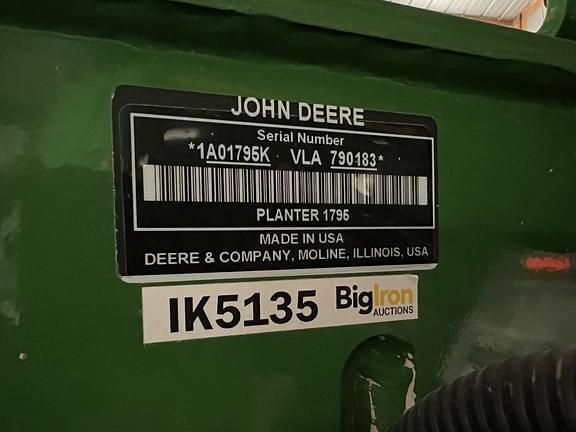 JOHN DEERE
Serial Number
*1A01795K VLA 790183*
PLANTER 1795
MADE IN USA
DEERE & COMPANY, MOLINE, ILLINOIS, USA
IK5135 BigIron
AUCTIONS